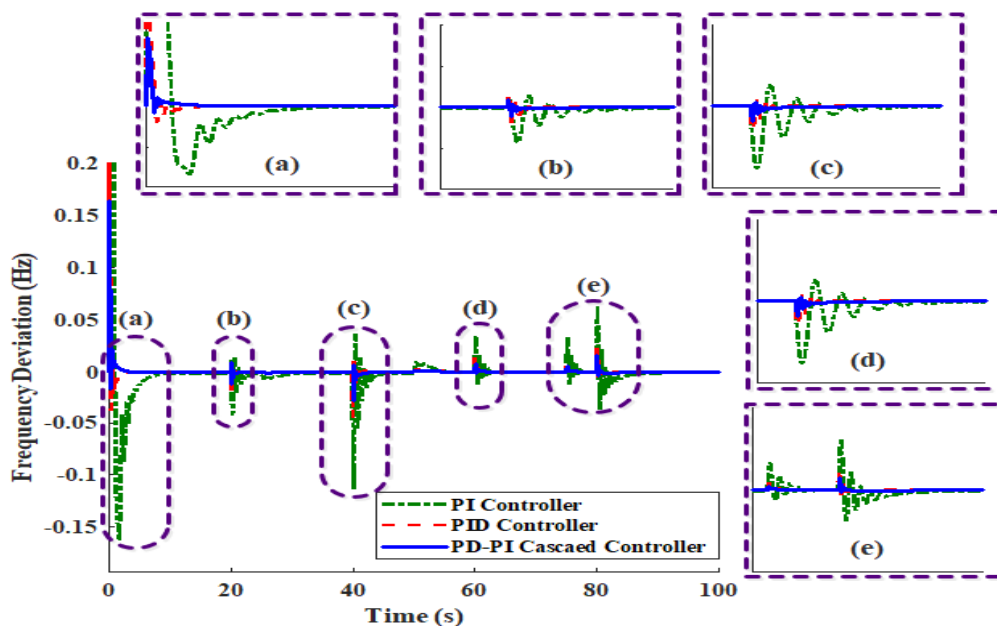 (a)
(b)
(c)
(d)
(e)
Frequency Deviation (Hz)
0.2
0.15
0.1
0.05
0
-0.05
-0.1
-0.15
(a)
(b)
(c)
(d)
(e)
PI Controller
PID Controller
PD-PI Cascaed Controller
0
20
40
60
80
100
Time (s)